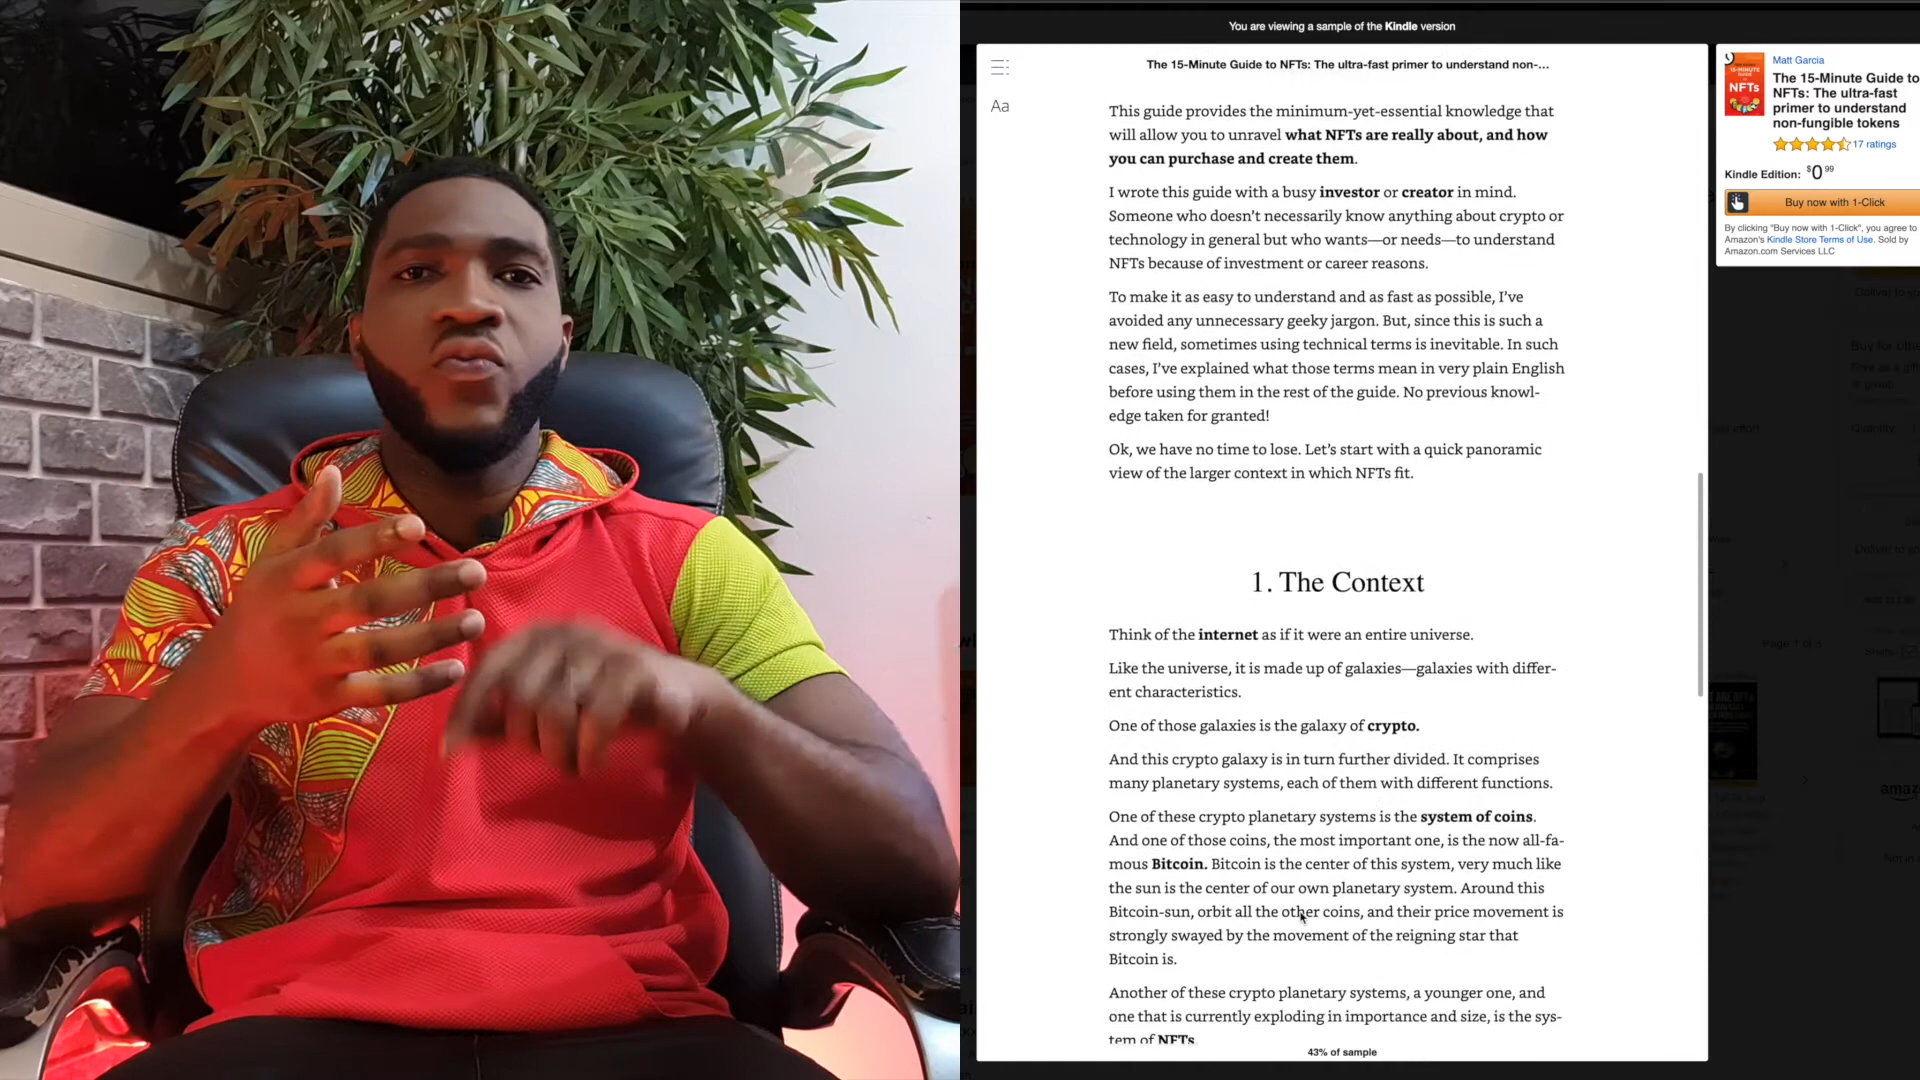 You are viewing a sample of the Kindle version
The 15-Minute Guide to NFTs: The ultra-fast primer to understand non-...
Aa
This guide provides the minimum-yet-essential knowledge that
will allow you to unravel what NFTs are really about, and how
you can purchase and create them.
I wrote this guide with a busy investor or creator in mind.
Someone who doesn't necessarily know anything about crypto or
technology in general but who wants—or needs—to understand
NFTs because of investment or career reasons.
To make it as easy to understand and as fast as possible, I've
avoided any unnecessary geeky jargon. But, since this is such a
new field, sometimes using technical terms is inevitable. In such
cases, I've explained what those terms mean in very plain English
before using them in the rest of the guide. No previous knowl-
edge taken for granted!
Ok, we have no time to lose. Let's start with a quick panoramic
view of the larger context in which NFTs fit.
1. The Context
Think of the internet as if it were an entire universe.
Like the universe, it is made up of galaxies—galaxies with differ-
ent characteristics.
One of those galaxies is the galaxy of crypto.
And this crypto galaxy is in turn further divided. It comprises
many planetary systems, each of them with different functions.
One of these crypto planetary systems is the system of coins.
And one of those coins, the most important one, is the now all-fa-
mous Bitcoin. Bitcoin is the center of this system, very much like
the sun is the center of our own planetary system. Around this
Bitcoin-sun, orbit all the other coins, and their price movement is
strongly swayed by the movement of the reigning star that
Bitcoin is.
Another of these crypto planetary systems, a younger one, and
one that is currently exploding in importance and size, is the sys-
tem of NFTs.
43% of sample
15-MINUTE
GUIDE
NFTs
Matt Garcia
The 15-Minute Guide to
NFTs: The ultra-fast
primer to understand
non-fungible tokens
17 ratings
Kindle Edition: $0.99
Buy now with 1-Click
By clicking "Buy now with 1-Click", you agree to
Amazon's Kindle Store Terms of Use. Sold by
Amazon.com Services LLC
Page 1 of